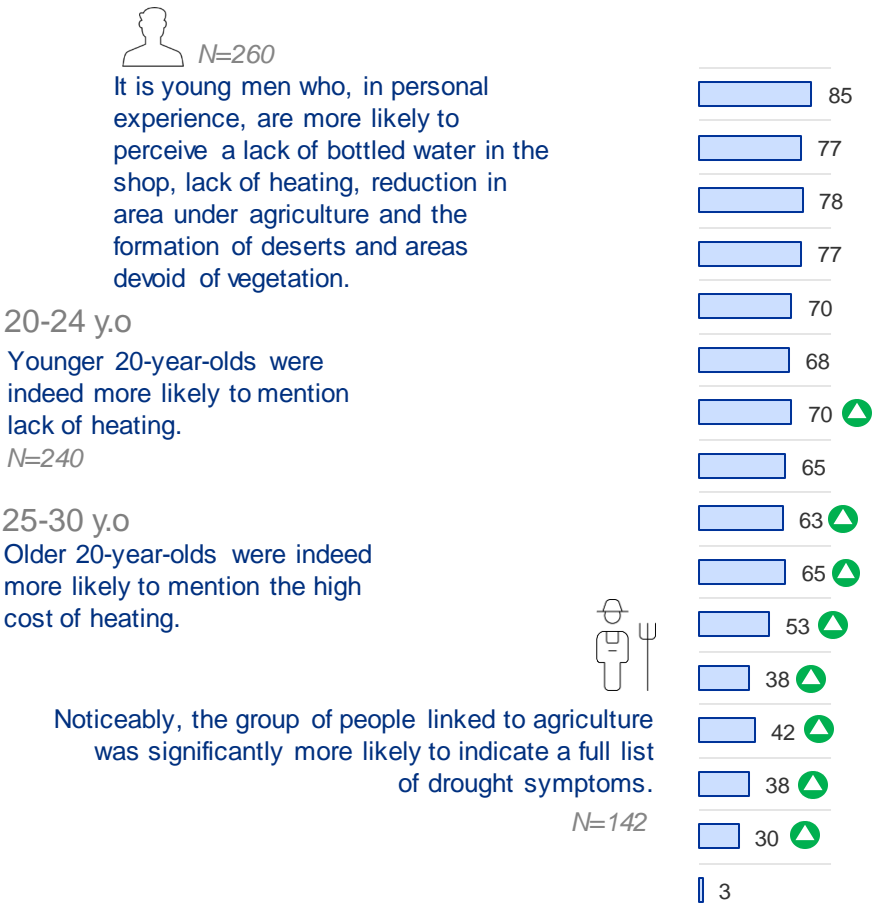 N=260
It is young men who, in personal
experience, are more likely to
perceive a lack of bottled water in the
shop, lack of heating, reduction in
area under agriculture and the
formation of deserts and areas
devoid of vegetation.
20-24 y.o
Younger 20-year-olds were
indeed more likely to mention
lack of heating.
N=240
25-30 y.o
Older 20-year-olds were indeed
more likely to mention the high
cost of heating.
Noticeably, the group of people linked to agriculture
was significantly more likely to indicate a full list
of drought symptoms.
N=142
85
77
78
77
70
68
70
65
63
65
53
38
42
38
30
3